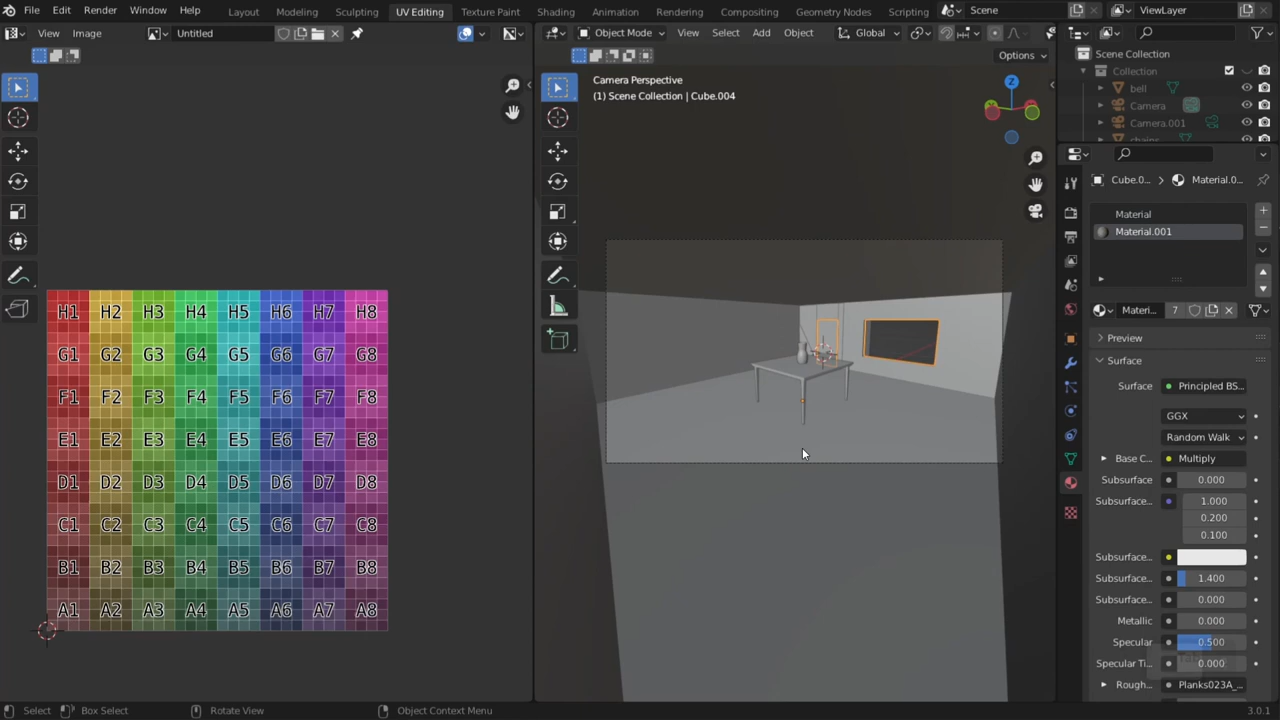 File Edit Render Window Help Layout Modeling Sculpting UV Editing Texture Paint Shading Animation Rendering Compositing Geometry Nodes Scripting Scene ViewLayer
View Image Untitled Object Mode View Select Add Object Global
Options
Camera Perspective
(1) Scene Collection | Cube.004
Scene Collection
Collection
bell
Camera
Camera.001
chains
Cube.0... Material.0...
Material
Material.001
Materi... 7
Preview
Surface
Surface Principled BS...
GGX
Random Walk
Base C... Multiply
Subsurface 0.000
Subsurface... 1.000
0.200
0.100
Subsurface...
Subsurface... 1.400
Subsurface... 0.000
Metallic 0.000
Specular 0.500
Specular Ti... 0.000
Rough... Planks023A_...
H1 H2 H3 H4 H5 H6 H7 H8
G1 G2 G3 G4 G5 G6 G7 G8
F1 F2 F3 F4 F5 F6 F7 F8
E1 E2 E3 E4 E5 E6 E7 E8
D1 D2 D3 D4 D5 D6 D7 D8
C1 C2 C3 C4 C5 C6 C7 C8
B1 B2 B3 B4 B5 B6 B7 B8
A1 A2 A3 A4 A5 A6 A7 A8
Select Box Select Rotate View Object Context Menu 3.0.1